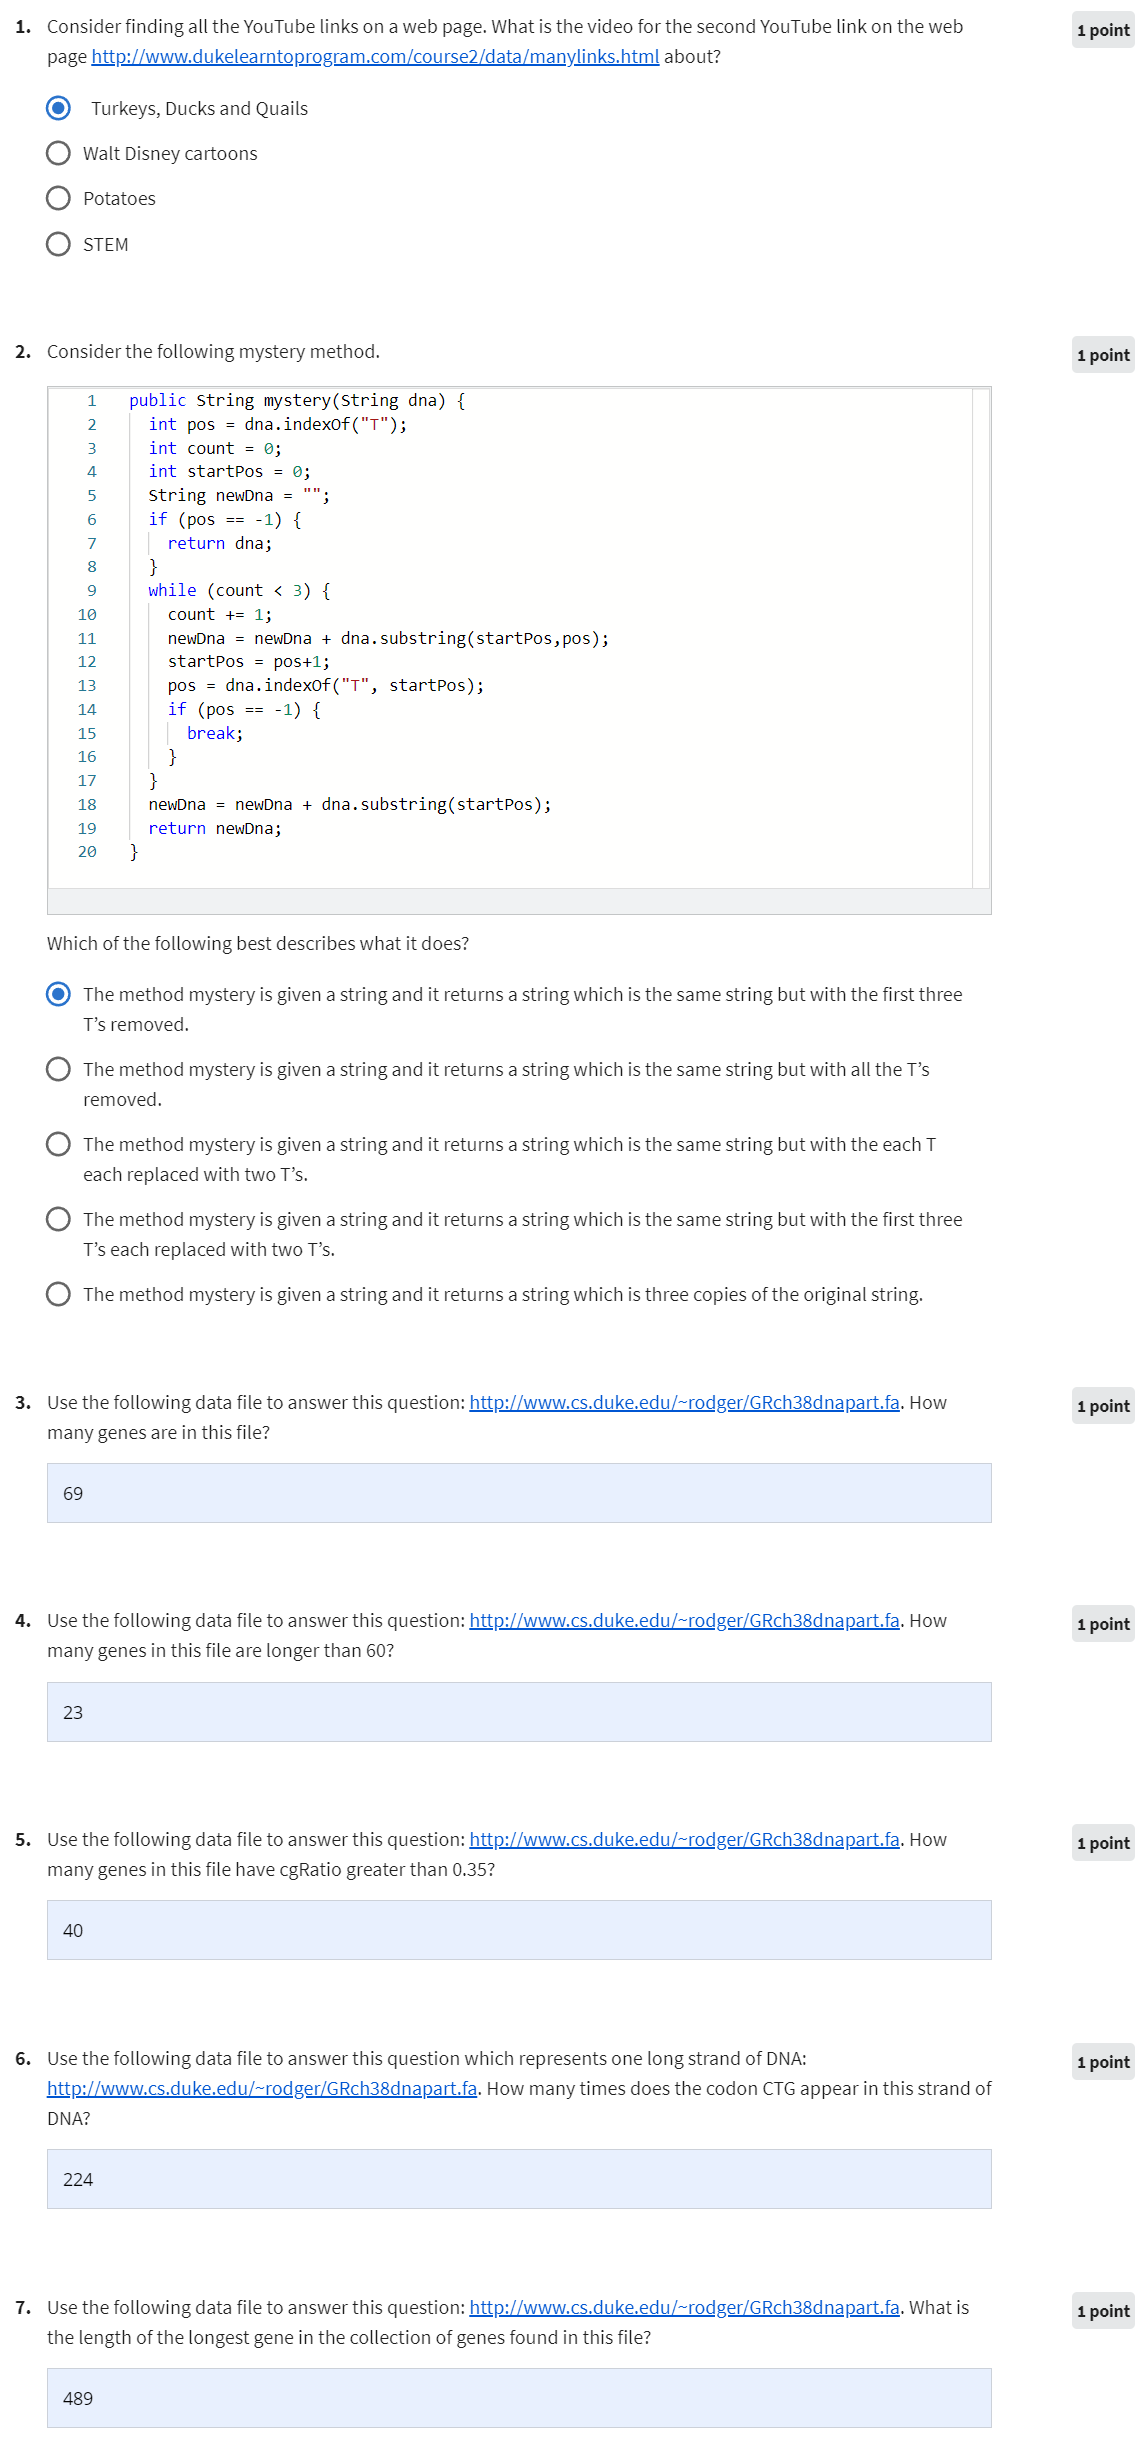 1. Consider finding all the YouTube links on a web page. What is the video for the second YouTube link on the web
1 point
page http://www.dukelearntoprogram.com/course2/data/manylinks.html about?
Turkeys, Ducks and Quails
Walt Disney cartoons
Potatoes
STEM
2. Consider the following mystery method.
1 point
1 public String mystery(String dna) {
2 int pos = dna.indexOf("T");
3 int count = 0;
4 int startPos = 0;
5 String newDna = "";
6 if (pos == -1) {
7 return dna;
8 }
9 while (count < 3) {
10 count += 1;
11 newDna = newDna + dna.substring(startPos,pos);
12 startPos = pos+1;
13 pos = dna.indexOf("T", startPos);
14 if (pos == -1) {
15 break;
16 }
17 }
18 newDna = newDna + dna.substring(startPos);
19 return newDna;
20 }
Which of the following best describes what it does?
The method mystery is given a string and it returns a string which is the same string but with the first three
T’s removed.
The method mystery is given a string and it returns a string which is the same string but with all the T’s
removed.
The method mystery is given a string and it returns a string which is the same string but with the each T
each replaced with two T’s.
The method mystery is given a string and it returns a string which is the same string but with the first three
T’s each replaced with two T’s.
The method mystery is given a string and it returns a string which is three copies of the original string.
3. Use the following data file to answer this question: http://www.cs.duke.edu/~rodger/GRch38dnapart.fa. How
1 point
many genes are in this file?
69
4. Use the following data file to answer this question: http://www.cs.duke.edu/~rodger/GRch38dnapart.fa. How
1 point
many genes in this file are longer than 60?
23
5. Use the following data file to answer this question: http://www.cs.duke.edu/~rodger/GRch38dnapart.fa. How
1 point
many genes in this file have cgRatio greater than 0.35?
40
6. Use the following data file to answer this question which represents one long strand of DNA:
1 point
http://www.cs.duke.edu/~rodger/GRch38dnapart.fa. How many times does the codon CTG appear in this strand of
DNA?
224
7. Use the following data file to answer this question: http://www.cs.duke.edu/~rodger/GRch38dnapart.fa. What is
1 point
the length of the longest gene in the collection of genes found in this file?
489